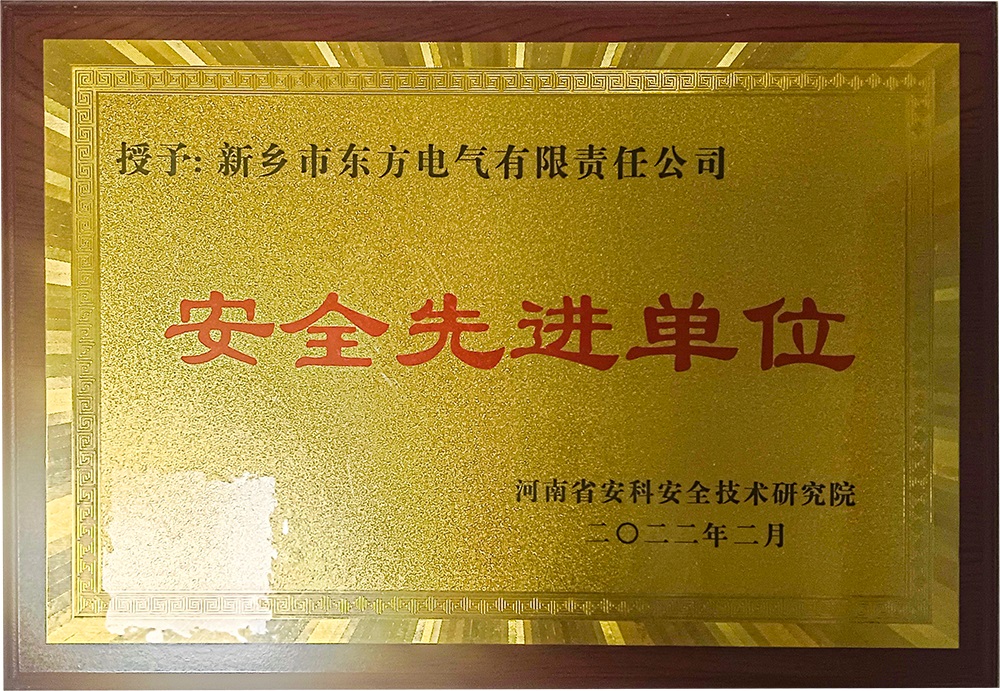 授予:新乡市东方电气有限责任公司
安全先进单位
河南省安科安全技术研究院
二〇二二年二月